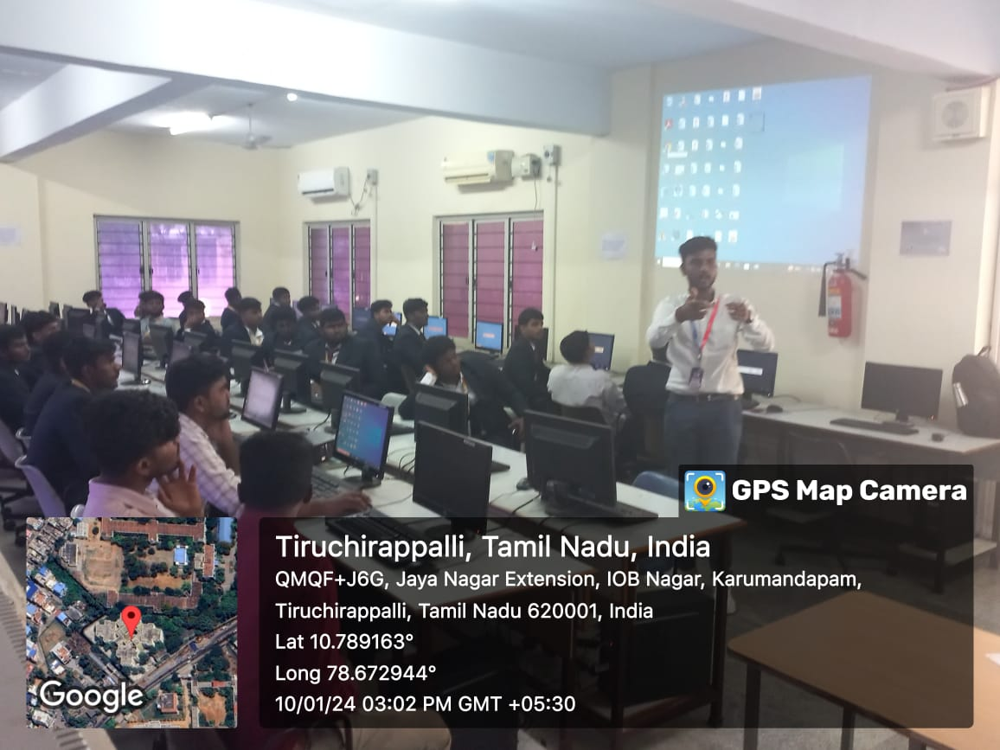 GPS Map Camera
Tiruchirappalli, Tamil Nadu, India
QMQF+J6G, Jaya Nagar Extension, IOB Nagar, Karumandapam,
Tiruchirappalli, Tamil Nadu 620001, India
Lat 10.789163°
Long 78.672944°
10/01/24 03:02 PM GMT +05:30
Google